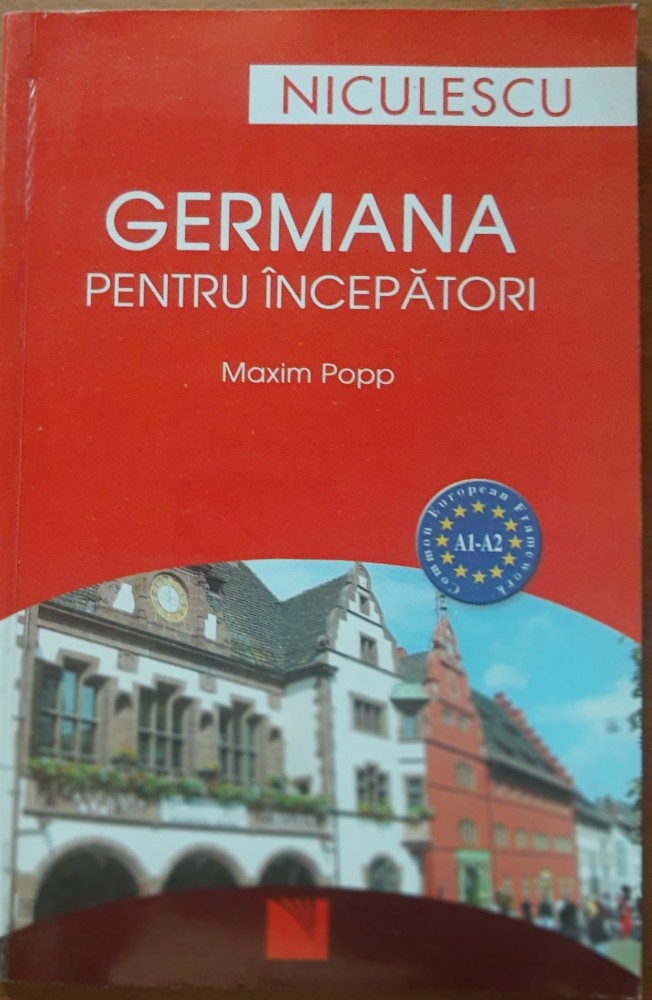 NICULESCU
GERMANA
PENTRU ÎNCEPĂTORI
Maxim Popp
Common European Framework
A1-A2